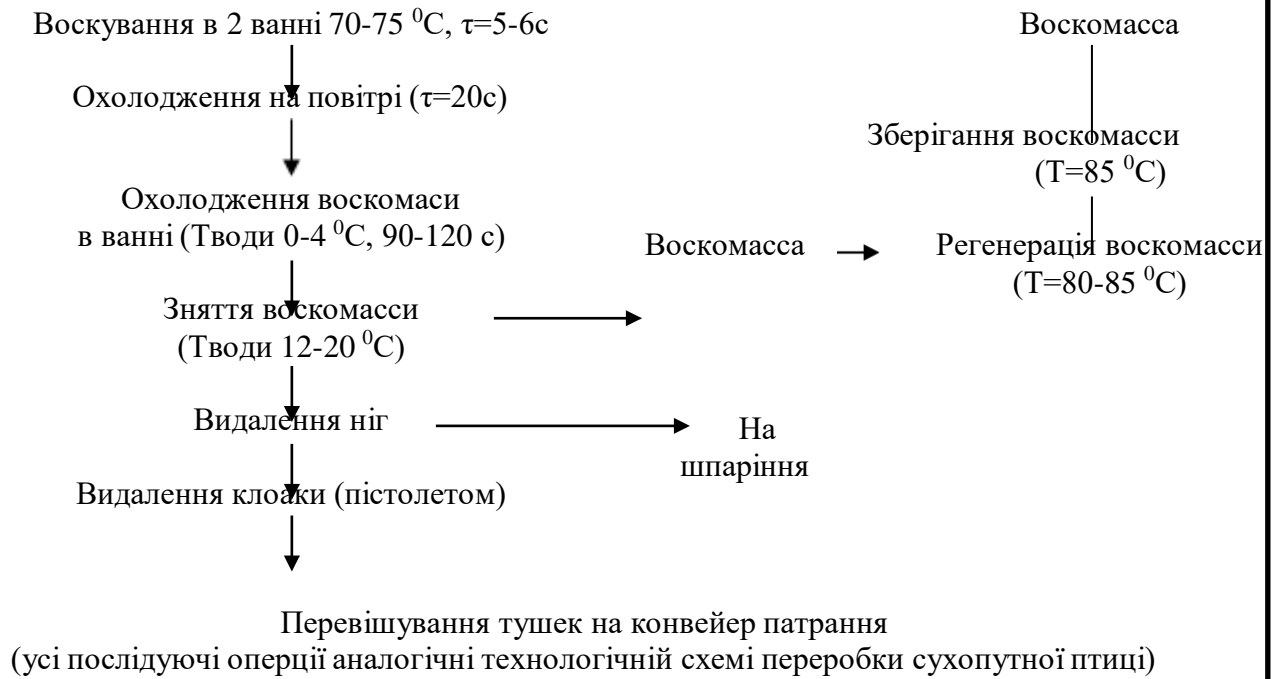 Воскування в 2 ванні 70-75 ⁰С, τ=5-6с
Воскомасса
Охолодження на повітрі (τ=20с)
Зберігання воскомасси
(Т=85 ⁰С)
Охолодження воскомаси
в ванні (Тводи 0-4 ⁰С, 90-120 с)
Воскомасса
Регенерація воскомасси
(Т=80-85 ⁰С)
Зняття воскомасси
(Тводи 12-20 ⁰С)
Видалення ніг
На
шпаріння
Видалення клоаки (пістолетом)
Перевішування тушек на конвейер патрання
(усі послідуючі оперції аналогічні технологічній схемі переробки сухопутної птиці)